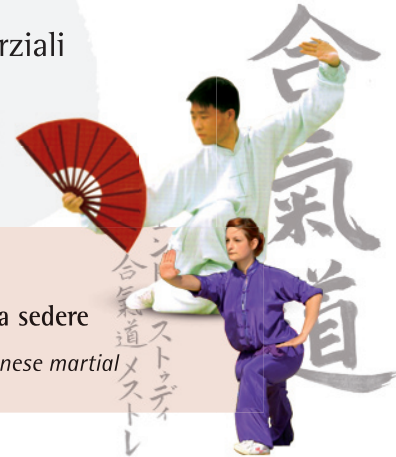 rziali
合氣道
a sedere
nese martial
ストゥディ
合氣道メストレ